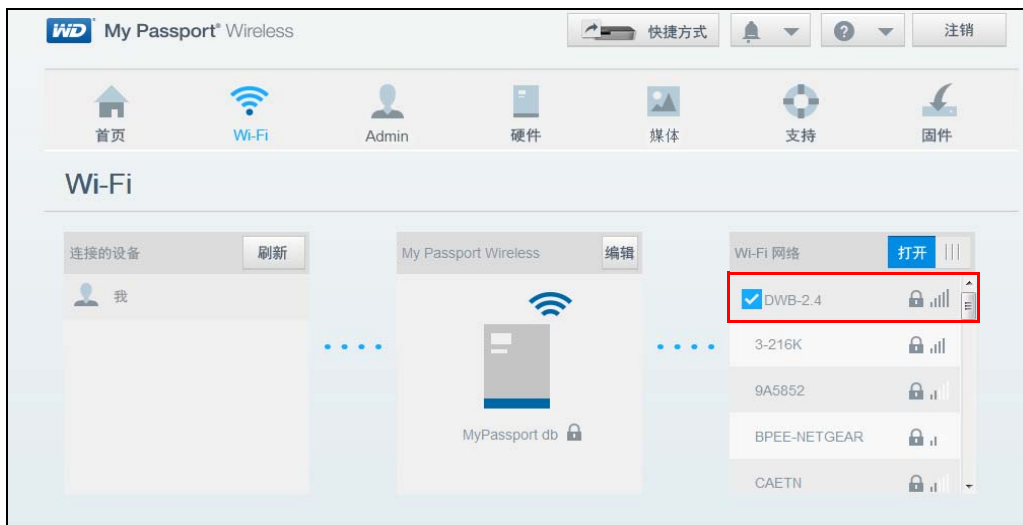 WD My Passport® Wireless
快捷方式
注销
首页
Wi-Fi
Admin
硬件
媒体
支持
固件
Wi-Fi
连接的设备
刷新
我
My Passport Wireless
编辑
MyPassport db
Wi-Fi 网络
打开
DWB-2.4
3-216K
9A5852
BPEE-NETGEAR
CAETN